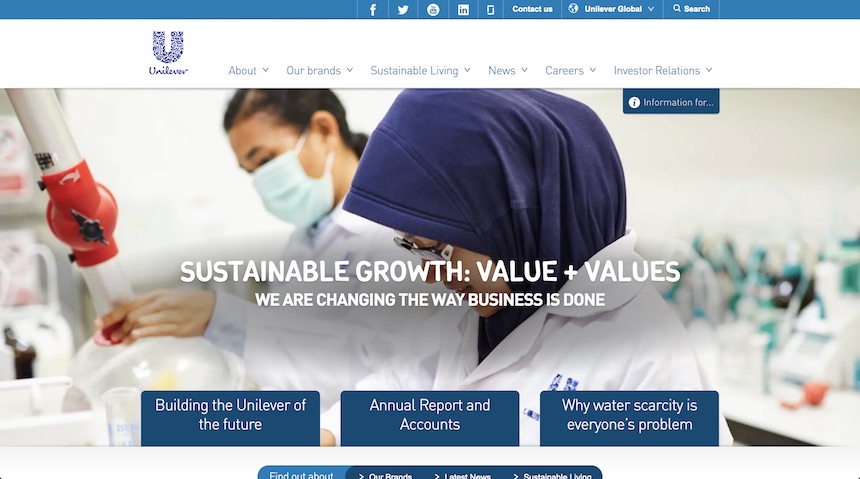 Contact us
Unilever Global
Search
Unilever
About
Our brands
Sustainable Living
News
Careers
Investor Relations
Information for...
SUSTAINABLE GROWTH: VALUE + VALUES
WE ARE CHANGING THE WAY BUSINESS IS DONE
Building the Unilever of
the future
Annual Report and
Accounts
Why water scarcity is
everyone's problem
Find out about
Our Brands
Latest News
Sustainable Living